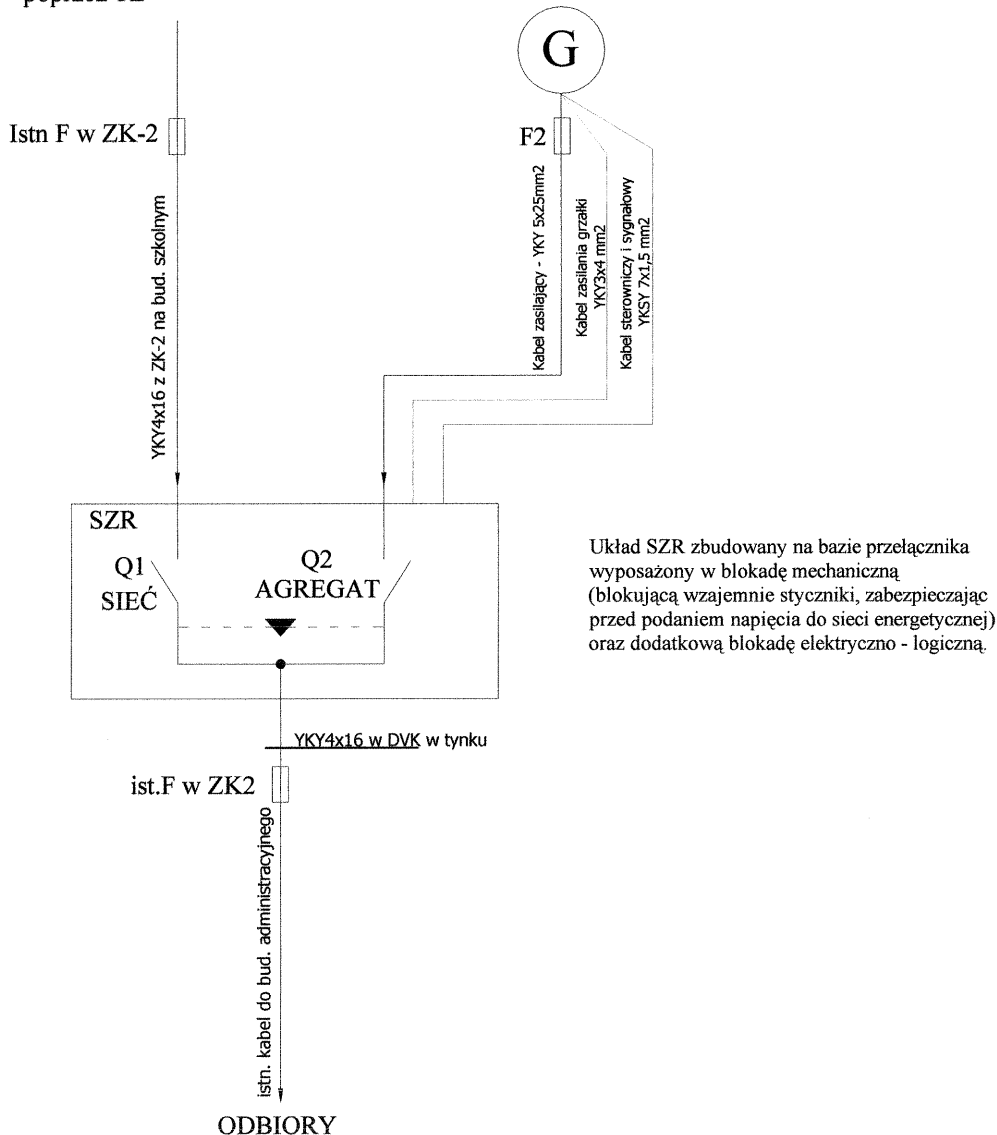 G
Istn F w ZK-2
F2
YKY4x16 z ZK-2 na bud. szkolnym
Kabel zasilający - YKY 5x25mm2
Kabel zasilania grzałki
YKY3x4 mm2
Kabel sterowniczy i sygnałowy
YKSY 7x1,5 mm2
SZR
Q1
SIEĆ
Q2
AGREGAT
Układ SZR zbudowany na bazie przełącznika
wyposażony w blokadę mechaniczną
(blokującą wzajemnie styczniki, zabezpieczając
przed podaniem napięcia do sieci energetycznej)
oraz dodatkową blokadę elektryczno - logiczną.
YKY4x16 w DVK w tynku
ist.F w ZK2
istn. kabel do bud. administracyjnego
ODBIORY